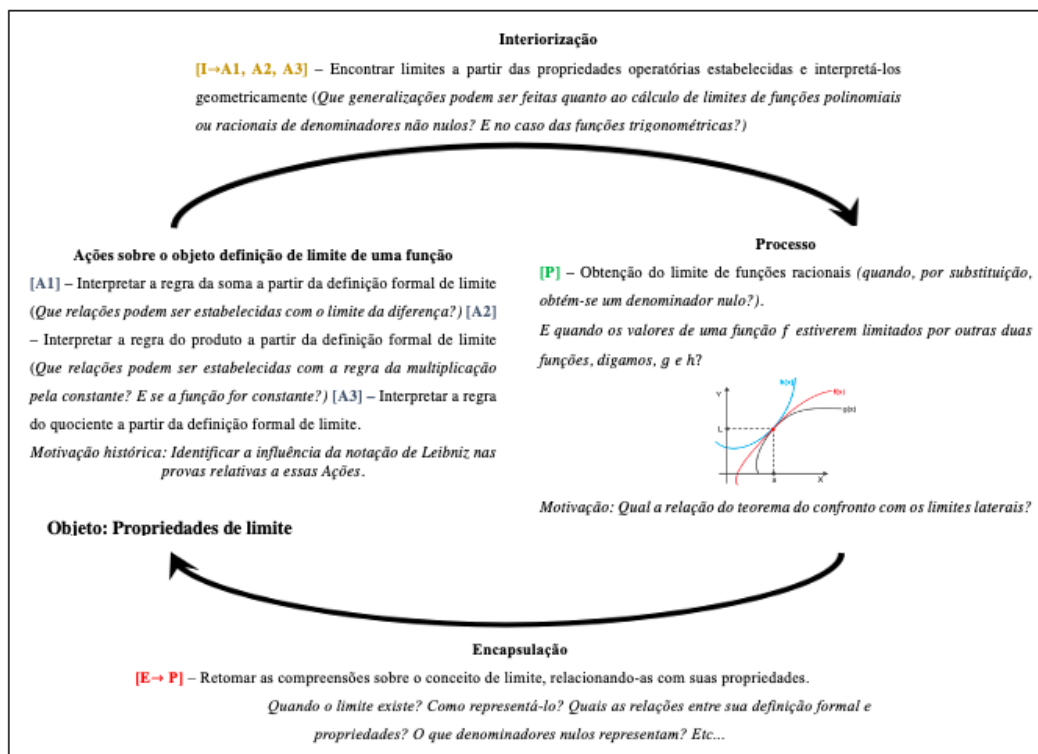 Interiorização
[I→A1, A2, A3] – Encontrar limites a partir das propriedades operatórias estabelecidas e interpretá-los
geometricamente (Que generalizações podem ser feitas quanto ao cálculo de limites de funções polinomiais
ou racionais de denominadores não nulos? E no caso das funções trigonométricas?)
Ações sobre o objeto definição de limite de uma função
[A1] – Interpretar a regra da soma a partir da definição formal de limite
(Que relações podem ser estabelecidas com o limite da diferença?) [A2]
– Interpretar a regra do produto a partir da definição formal de limite
(Que relações podem ser estabelecidas com a regra da multiplicação
pela constante? E se a função for constante?) [A3] – Interpretar a regra
do quociente a partir da definição formal de limite.
Motivação histórica: Identificar a influência da notação de Leibniz nas
provas relativas a essas Ações.
Objeto: Propriedades de limite
Processo
[P] – Obtenção do limite de funções racionais (quando, por substituição,
obtém-se um denominador nulo?).
E quando os valores de uma função f estiverem limitados por outras duas
funções, digamos, g e h?
h(x)
Y
f(x)
g(x)
L
a
X
Motivação: Qual a relação do teorema do confronto com os limites laterais?
Encapsulação
[E→ P] – Retomar as compreensões sobre o conceito de limite, relacionando-as com suas propriedades.
Quando o limite existe? Como representá-lo? Quais as relações entre sua definição formal e
propriedades? O que denominadores nulos representam? Etc...